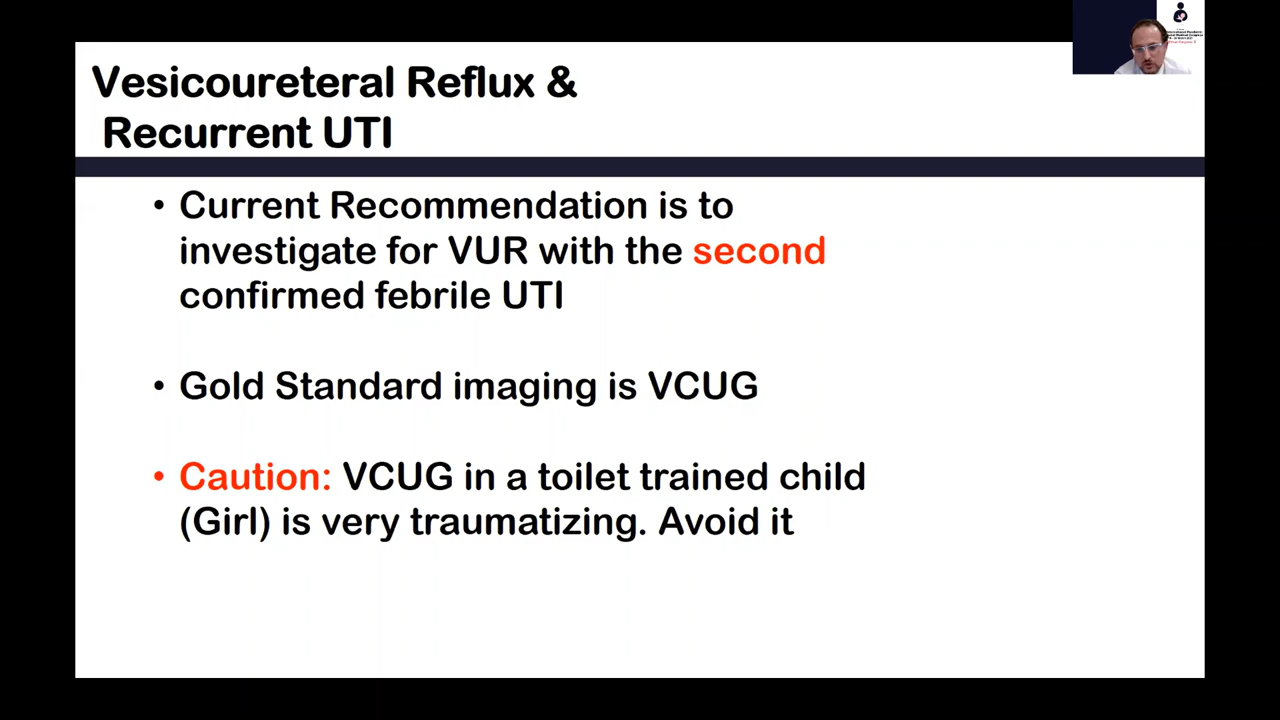 Vesicoureteral Reflux &
Recurrent UTI
• Current Recommendation is to
investigate for VUR with the second
confirmed febrile UTI
• Gold Standard imaging is VCUG
• Caution: VCUG in a toilet trained child
(Girl) is very traumatizing. Avoid it